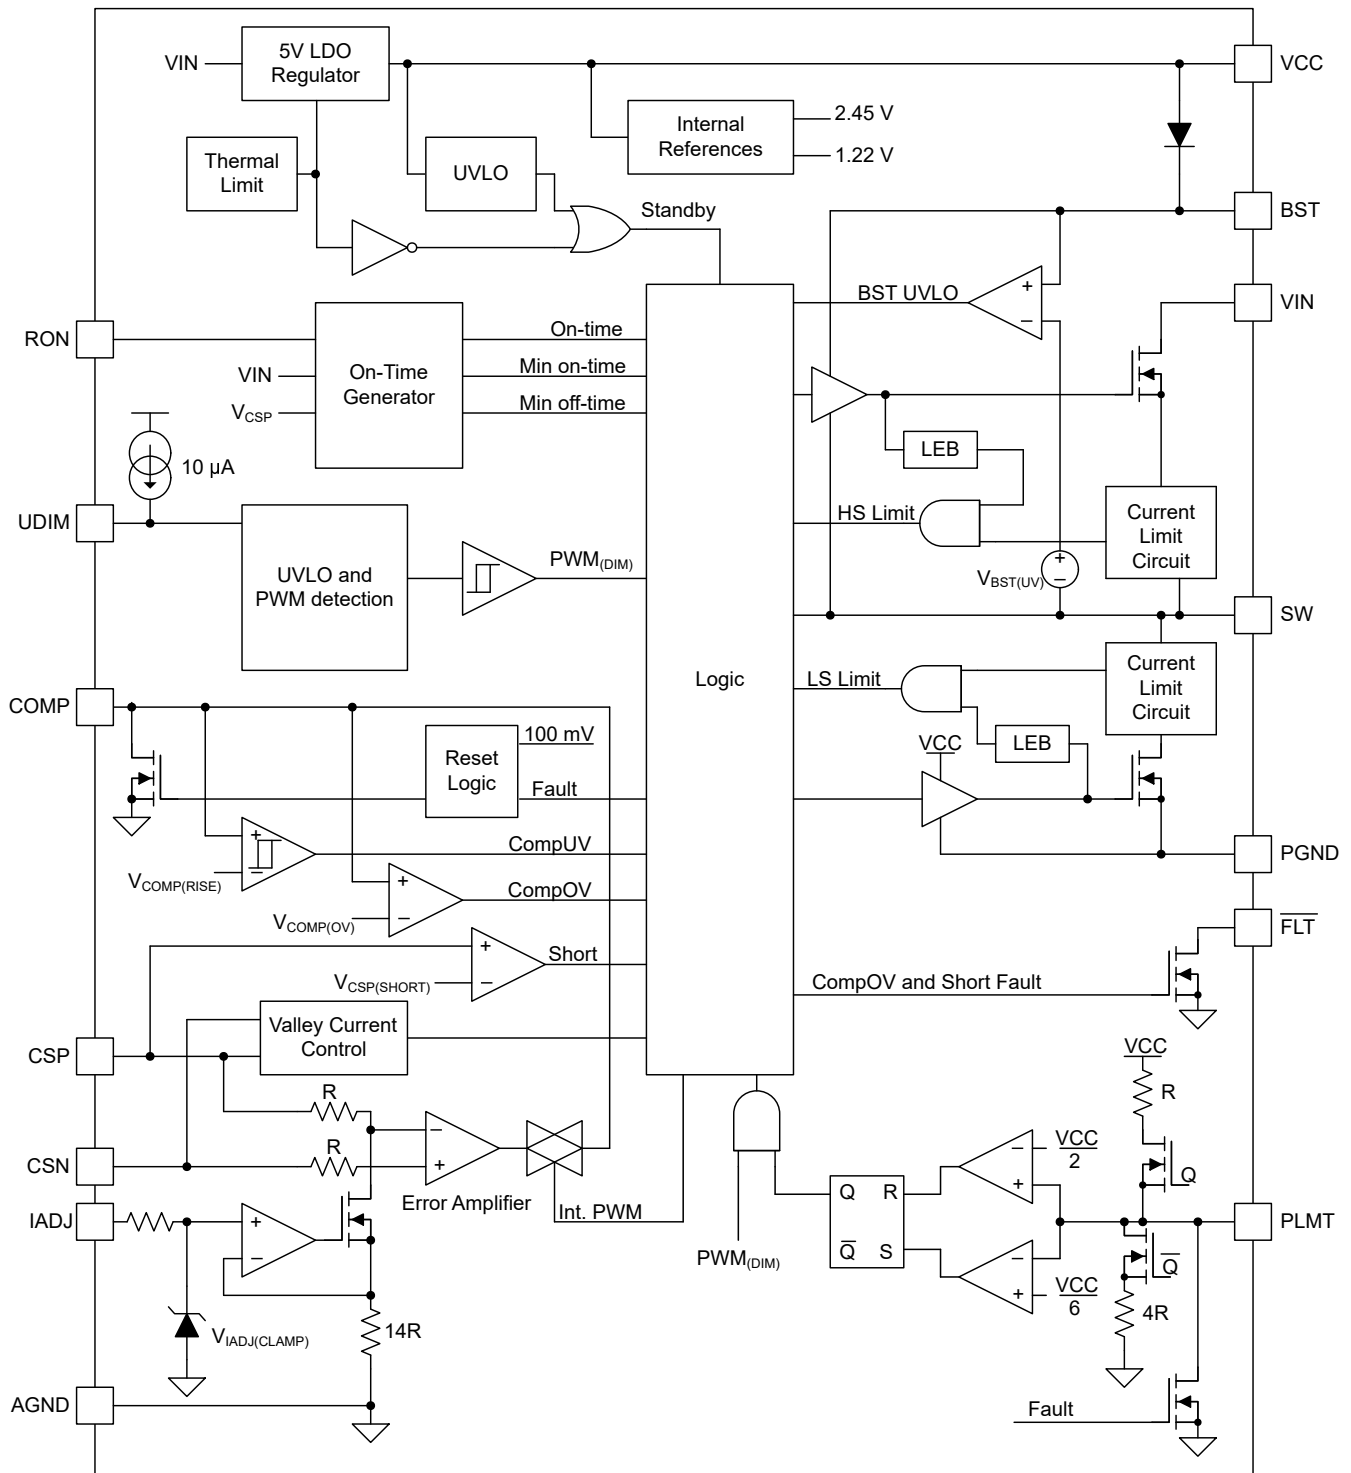 VIN
5V LDO
Regulator
VCC
Internal
References
2.45 V
1.22 V
Thermal
Limit
UVLO
Standby
BST
BST UVLO
+
−
VIN
RON
VIN
VCSP
On-Time
Generator
On-time
Min on-time
Min off-time
LEB
10 µA
UDIM
UVLO and
PWM detection
PWM(DIM)
HS Limit
Current
Limit
Circuit
VBST(UV)
+
−
SW
Logic
LS Limit
Current
Limit
Circuit
COMP
Reset
Logic
100 mV
Fault
VCC
LEB
+
−
VCOMP(RISE)
CompUV
PGND
+
−
VCOMP(OV)
CompOV
FLT
+
−
VCSP(SHORT)
Short
CompOV and Short Fault
Valley Current
Control
CSP
R
−
+
CSN
R
Error Amplifier
Int. PWM
IADJ
+
−
VIADJ(CLAMP)
14R
AGND
PWM(DIM)
Q R
Q S
−
+
VCC
2
−
+
VCC
6
VCC
R
Q
PLMT
Q
4R
Fault